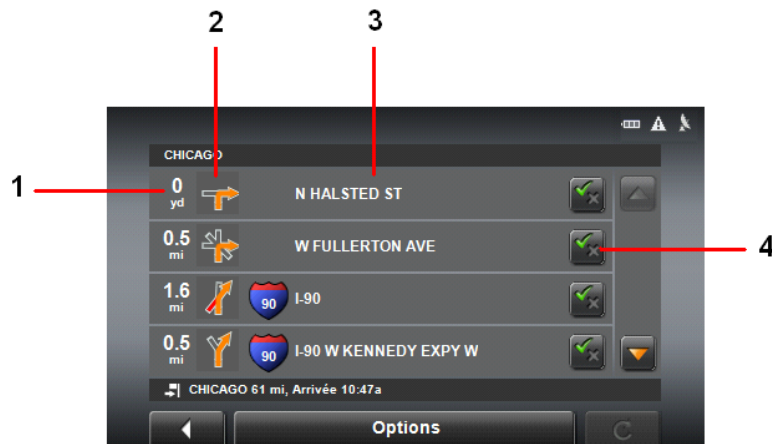 2 3
CHICAGO
1 0 yd N HALSTED ST
0.5 mi W FULLERTON AVE 4
1.6 mi 90 I-90
0.5 mi 90 I-90 W KENNEDY EXPY W
CHICAGO 61 mi, Arrivée 10:47a
Options